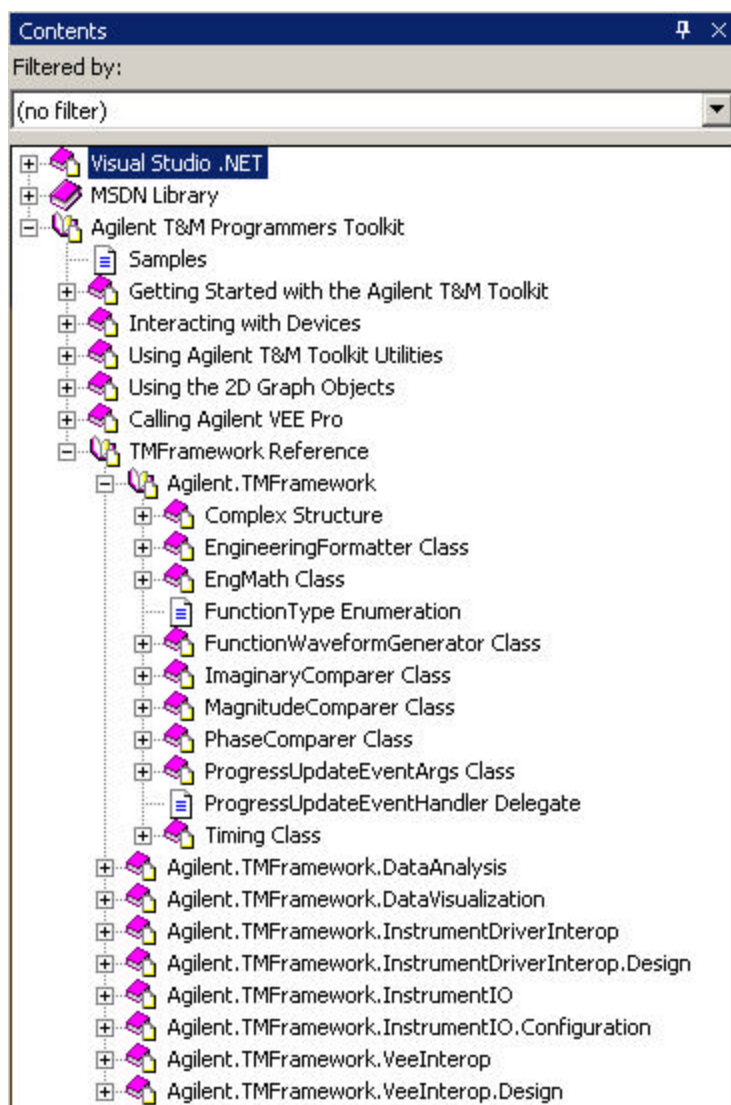 Contents
Filtered by:
(no filter)
Visual Studio .NET
MSDN Library
Agilent T&M Programmers Toolkit
Samples
Getting Started with the Agilent T&M Toolkit
Interacting with Devices
Using Agilent T&M Toolkit Utilities
Using the 2D Graph Objects
Calling Agilent VEE Pro
TMFramework Reference
Agilent.TMFramework
Complex Structure
EngineeringFormatter Class
EngMath Class
FunctionType Enumeration
FunctionWaveformGenerator Class
ImaginaryComparer Class
MagnitudeComparer Class
PhaseComparer Class
ProgressUpdateEventArgs Class
ProgressUpdateEventHandler Delegate
Timing Class
Agilent.TMFramework.DataAnalysis
Agilent.TMFramework.DataVisualization
Agilent.TMFramework.InstrumentDriverInterop
Agilent.TMFramework.InstrumentDriverInterop.Design
Agilent.TMFramework.InstrumentIO
Agilent.TMFramework.InstrumentIO.Configuration
Agilent.TMFramework.VeeInterop
Agilent.TMFramework.VeeInterop.Design